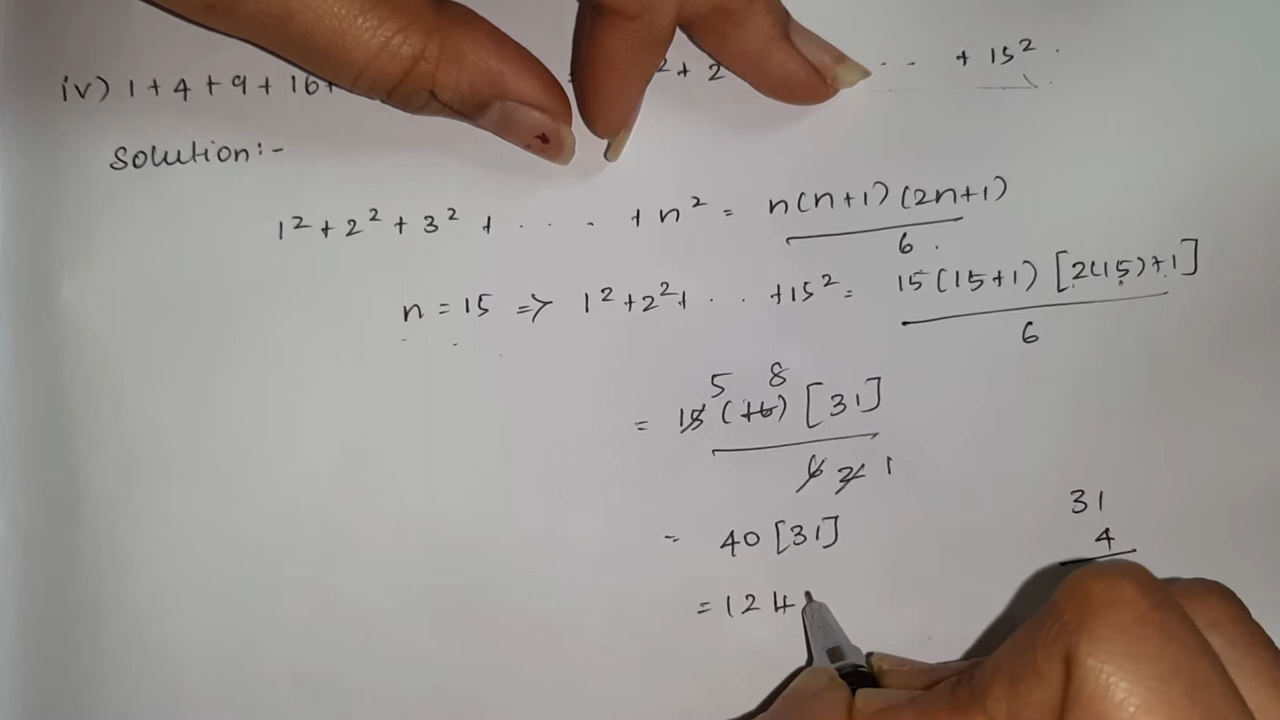 iv) 1 + 4 + 9 + 16 + ² + 2 . . + 15² .
Solution:-
1² + 2² + 3² + . . . + n² = n(n+1)(2n+1)
6 .
n = 15 => 1² + 2² + . . + 15² = 15(15+1) [2(15)+1]
6
5 8
= 15 (16) [31]
6 2 1
= 40 [31]
31
4
= 124